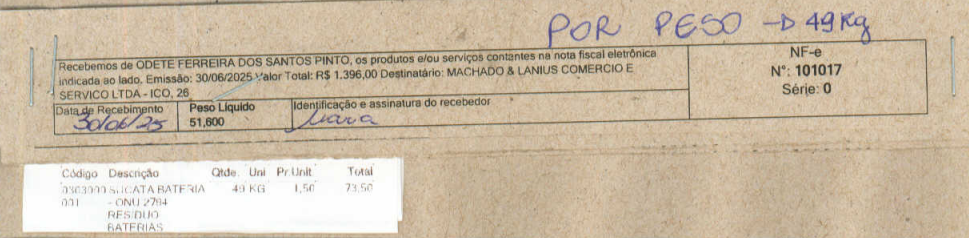 POR PESO → 49 Kg
Recebemos de ODETE FERREIRA DOS SANTOS PINTO, os produtos e/ou serviços contantes na nota fiscal eletrônica
indicada ao lado. Emissão: 30/06/2025 Valor Total: R$ 1.396,00 Destinatário: MACHADO & LANIUS COMERCIO E
SERVICO LTDA - ICO, 26
NF-e
N°: 101017
Série: 0
Data de Recebimento
30/06/25
Peso Líquido
51,600
Identificação e assinatura do recebedor
Código Descrição Qtde. Uni Pr.Unit. Total
0303000 SUCATA BATERIA 49 KG 1,50 73,50
001 - ONU 2794
RESIDUO
BATERIAS